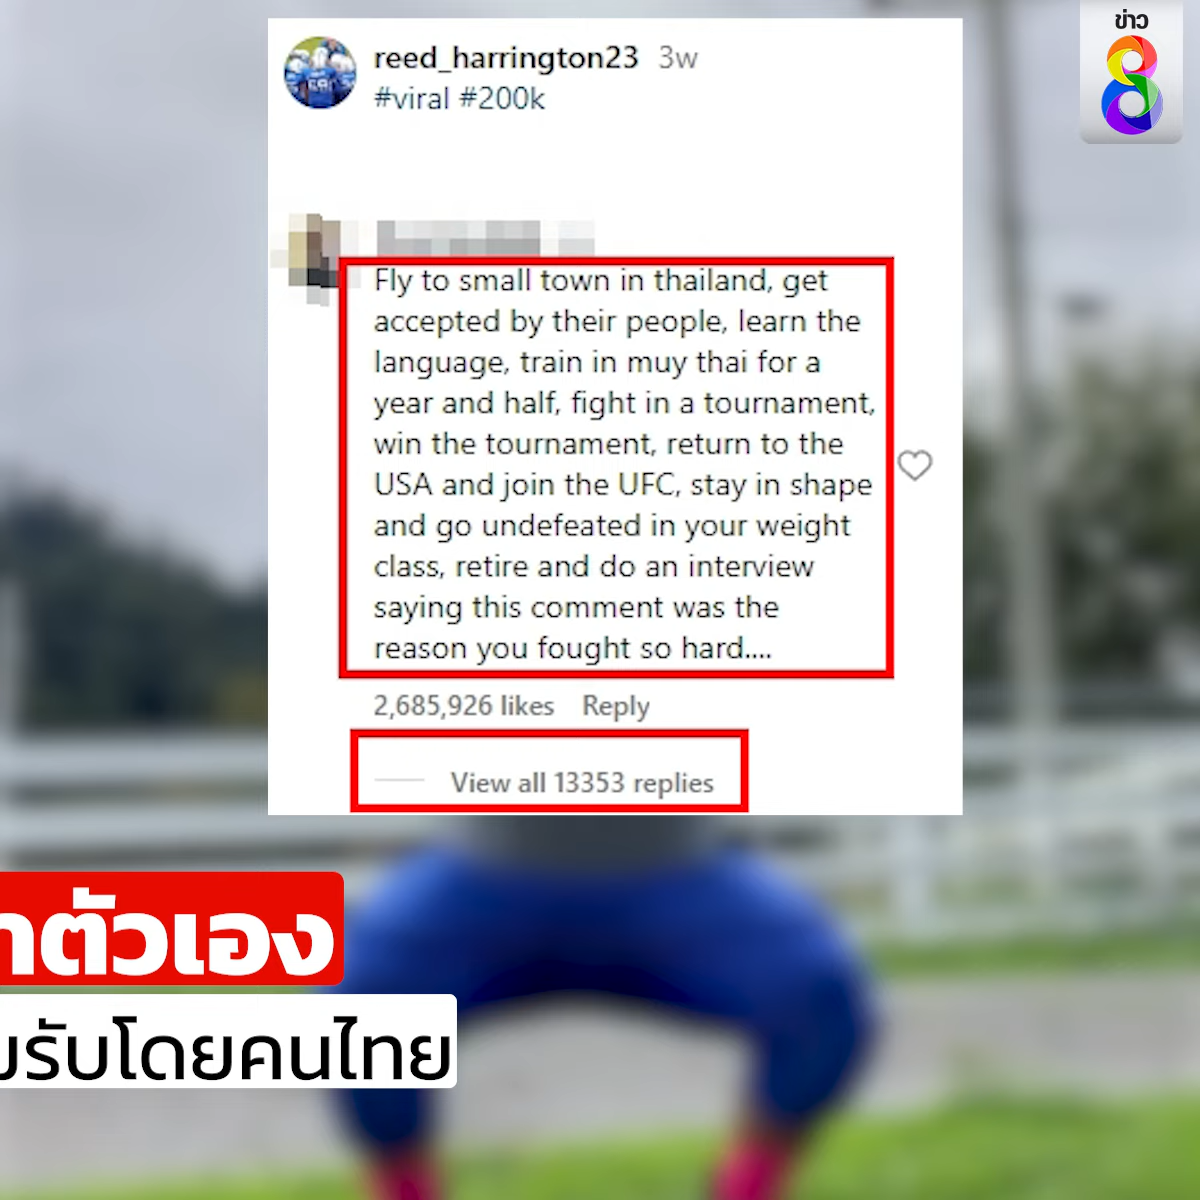 ข่าว
8
reed_harrington23 3w
#viral #200k
Fly to small town in thailand, get
accepted by their people, learn the
language, train in muy thai for a
year and half, fight in a tournament,
win the tournament, return to the
USA and join the UFC, stay in shape
and go undefeated in your weight
class, retire and do an interview
saying this comment was the
reason you fought so hard....
2,685,926 likes Reply
View all 13353 replies
ตัวเอง
รับโดยคนไทย